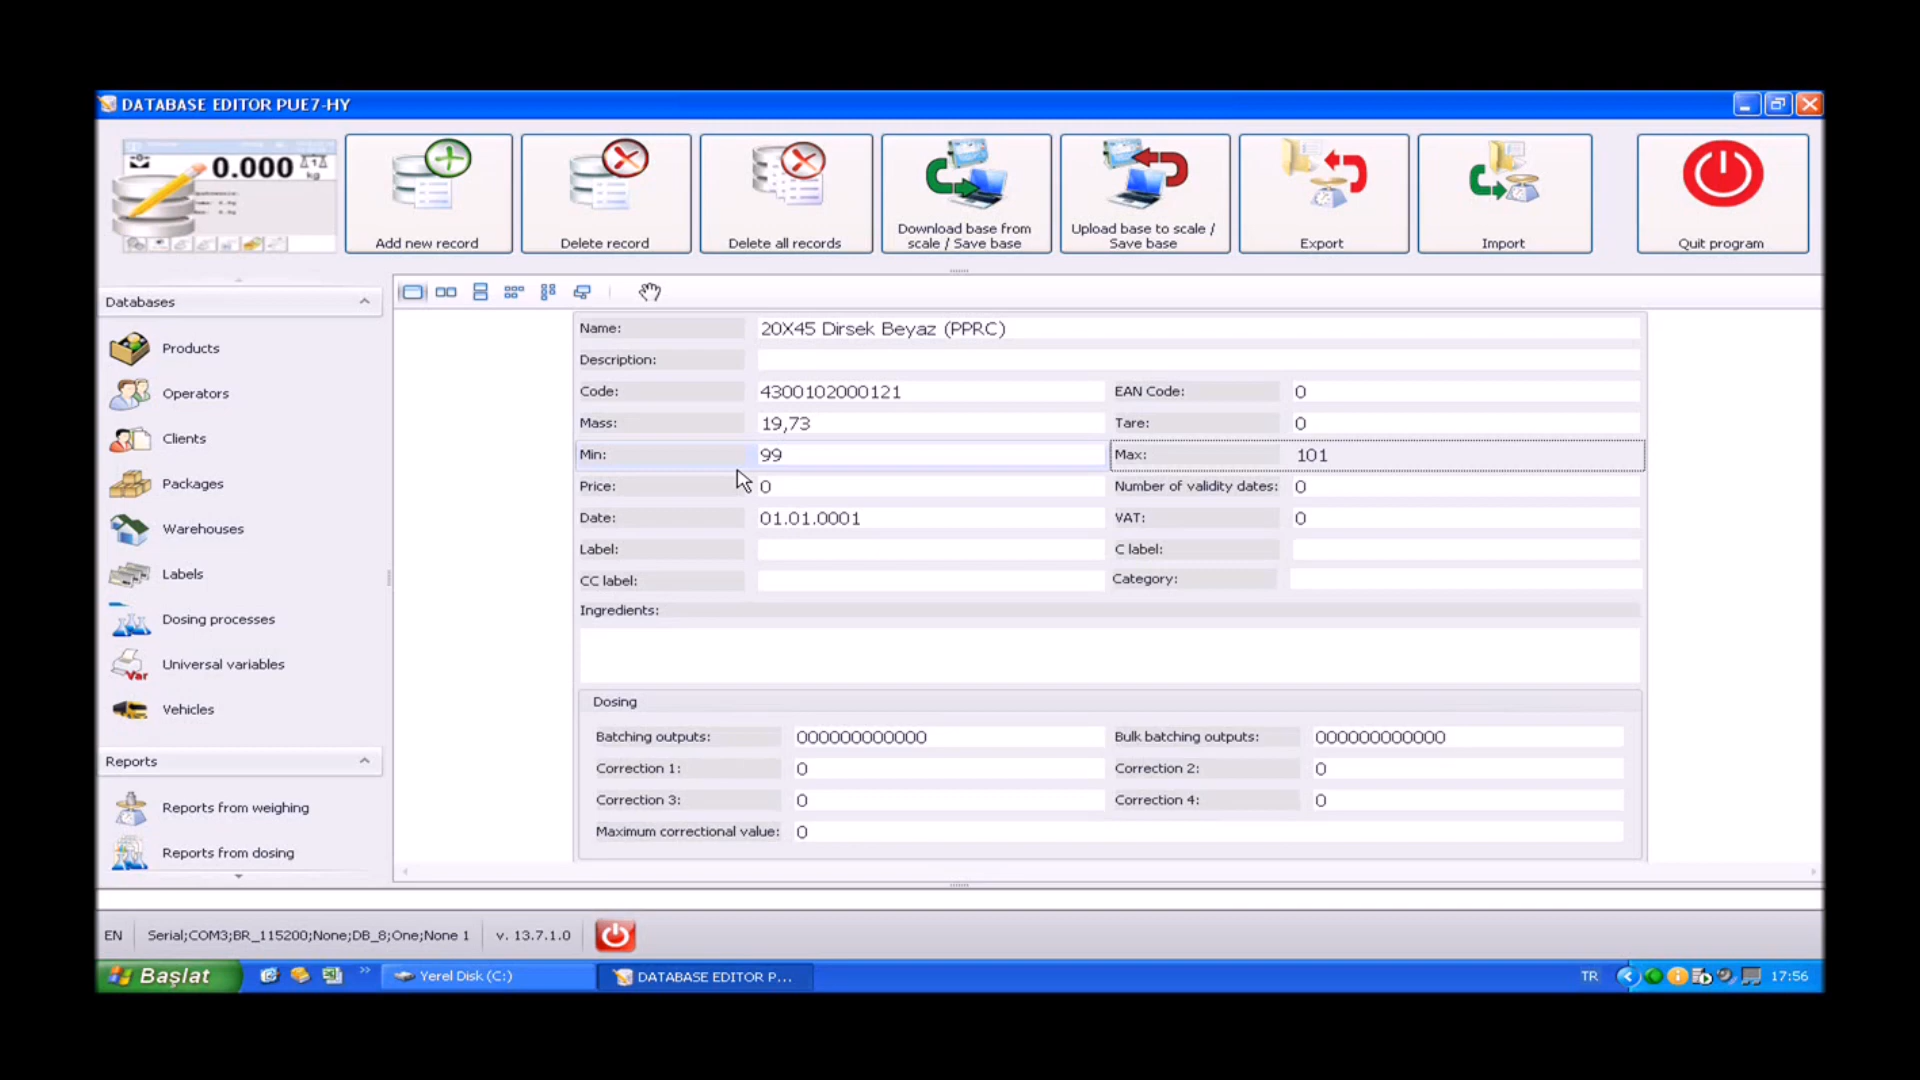 DATABASE EDITOR PUE7-HY
0.000
kg
Add new record
Delete record
Delete all records
Download base from
scale / Save base
Upload base to scale /
Save base
Export
Import
Quit program
Databases
Products
Operators
Clients
Packages
Warehouses
Labels
Dosing processes
Var
Universal variables
Vehicles
Reports
Reports from weighing
Reports from dosing
Name: 20X45 Dirsek Beyaz (PPRC)
Description:
Code: 4300102000121 EAN Code: 0
Mass: 19,73 Tare: 0
Min: 99 Max: 101
Price: 0 Number of validity dates: 0
Date: 01.01.0001 VAT: 0
Label: C label:
CC label: Category:
Ingredients:
Dosing
Batching outputs: 000000000000 Bulk batching outputs: 000000000000
Correction 1: 0 Correction 2: 0
Correction 3: 0 Correction 4: 0
Maximum correctional value: 0
EN Serial;COM3;BR_115200;None;DB_8;One;None 1 v. 13.7.1.0
Başlat Yerel Disk (C:) DATABASE EDITOR P... TR 17:56